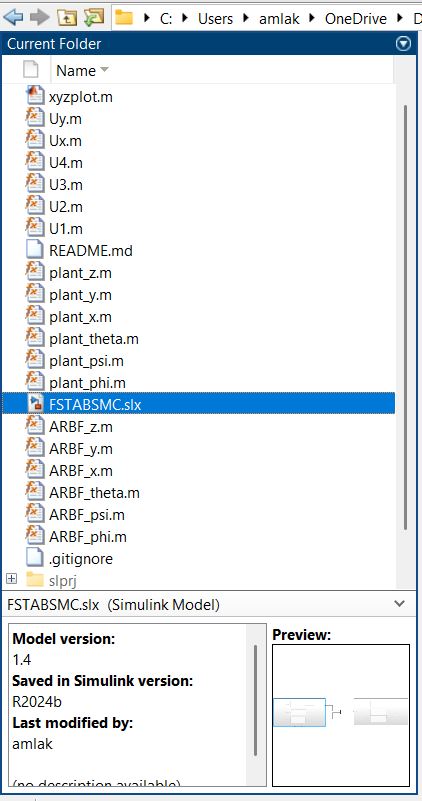 C: Users amlak OneDrive D
Current Folder
Name
xyzplot.m
Uy.m
Ux.m
U4.m
U3.m
U2.m
U1.m
README.md
plant_z.m
plant_y.m
plant_x.m
plant_theta.m
plant_psi.m
plant_phi.m
FSTABSMC.slx
ARBF_z.m
ARBF_y.m
ARBF_x.m
ARBF_theta.m
ARBF_psi.m
ARBF_phi.m
.gitignore
slprj
FSTABSMC.slx (Simulink Model)
Model version:
1.4
Saved in Simulink version:
R2024b
Last modified by:
amlak
(no description available)
Preview: